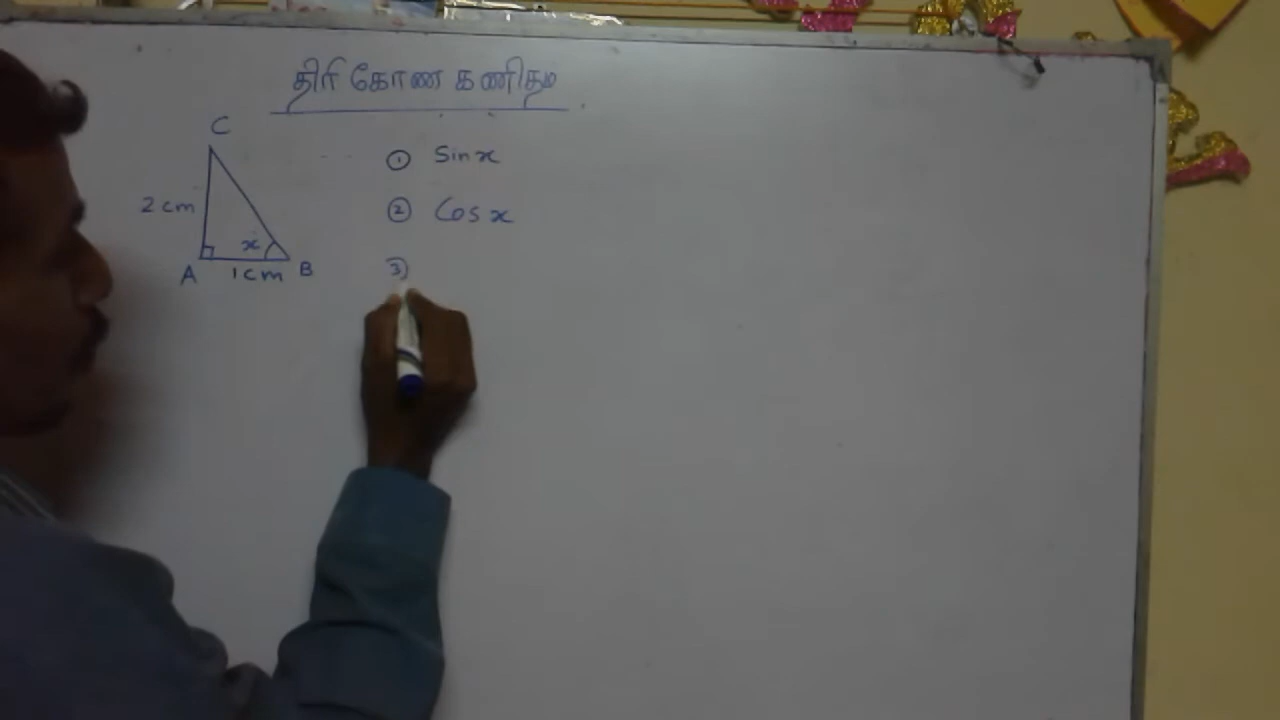 திரி கோண கணிதம்
C
① Sin x
2 cm
② Cos x
x
A 1 cm B
③